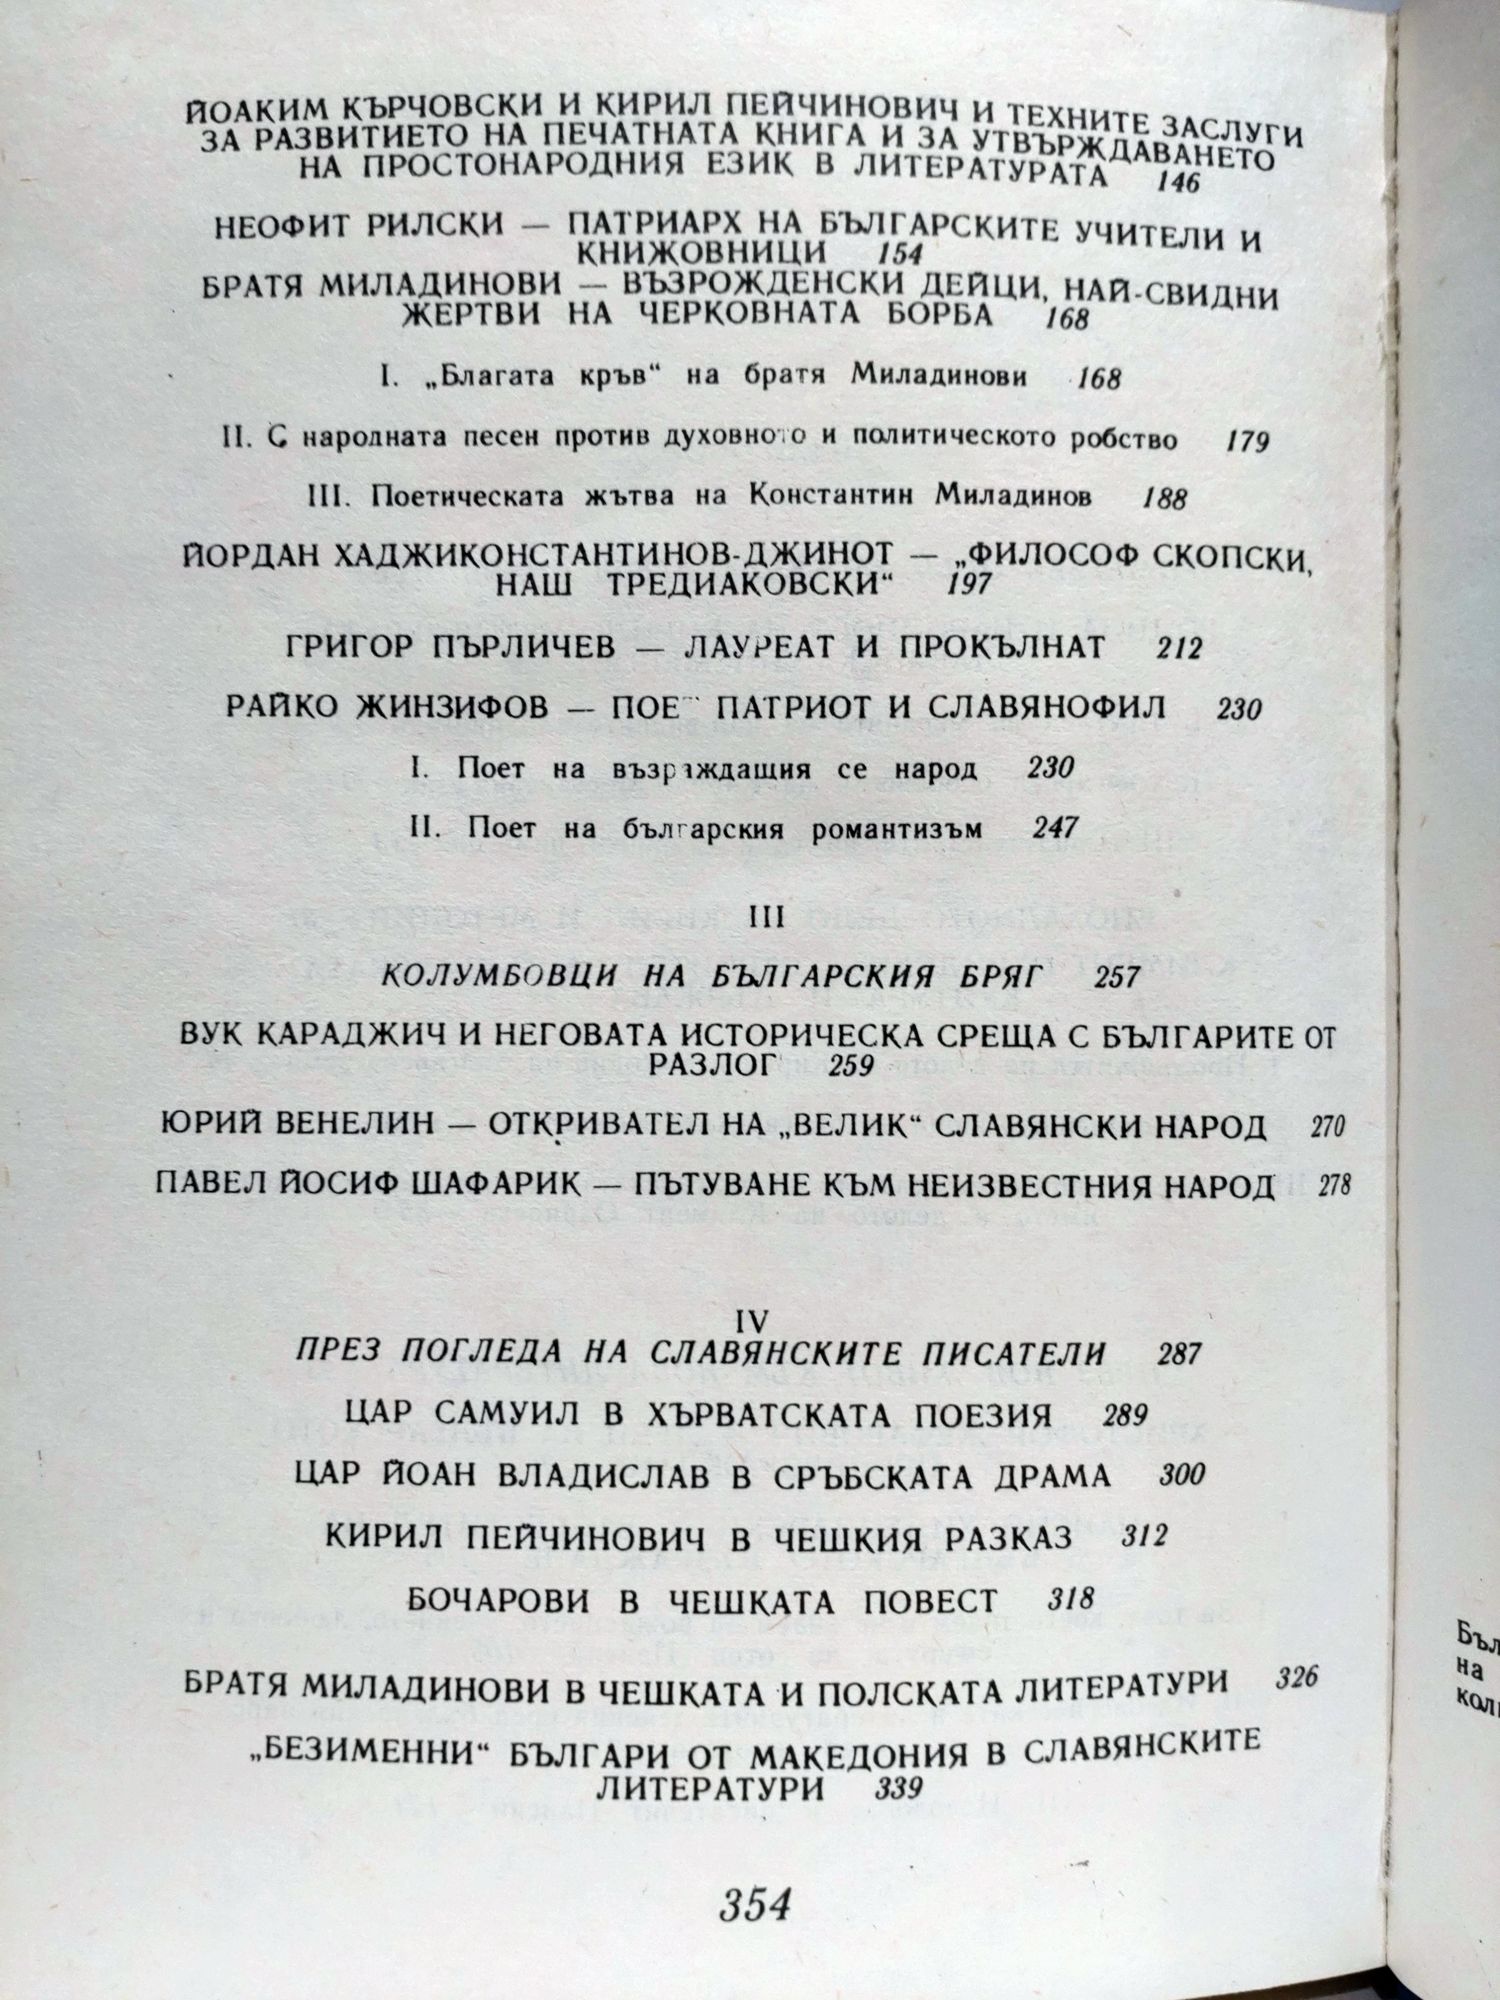 ЙОАКИМ КЪРЧОВСКИ И КИРИЛ ПЕЙЧИНОВИЧ И ТЕХНИТЕ ЗАСЛУГИ
ЗА РАЗВИТИЕТО НА ПЕЧАТНАТА КНИГА И ЗА УТВЪРЖДАВАНЕТО
НА ПРОСТОНАРОДНИЯ ЕЗИК В ЛИТЕРАТУРАТА 146
НЕОФИТ РИЛСКИ — ПАТРИАРХ НА БЪЛГАРСКИТЕ УЧИТЕЛИ И
КНИЖОВНИЦИ 154
БРАТЯ МИЛАДИНОВИ — ВЪЗРОЖДЕНСКИ ДЕЙЦИ, НАЙ-СВИДНИ
ЖЕРТВИ НА ЧЕРКОВНАТА БОРБА 168
I. „Благата кръв“ на братя Миладинови 168
II. С народната песен против духовното и политическото робство 179
III. Поетическата жътва на Константин Миладинов 188
ЙОРДАН ХАДЖИКОНСТАНТИНОВ-ДЖИНОТ — „ФИЛОСОФ СКОПСКИ,
НАШ ТРЕДИАКОВСКИ“ 197
ГРИГОР ПЪРЛИЧЕВ — ЛАУРЕАТ И ПРОКЪЛНАТ 212
РАЙКО ЖИНЗИФОВ — ПОЕТ ПАТРИОТ И СЛАВЯНОФИЛ 230
I. Поет на възраждащия се народ 230
II. Поет на българския романтизъм 247
III
КОЛУМБОВЦИ НА БЪЛГАРСКИЯ БРЯГ 257
ВУК КАРАДЖИЧ И НЕГОВАТА ИСТОРИЧЕСКА СРЕЩА С БЪЛГАРИТЕ ОТ
РАЗЛОГ 259
ЮРИЙ ВЕНЕЛИН — ОТКРИВАТЕЛ НА „ВЕЛИК“ СЛАВЯНСКИ НАРОД 270
ПАВЕЛ ЙОСИФ ШАФАРИК — ПЪТУВАНЕ КЪМ НЕИЗВЕСТНИЯ НАРОД 278
IV
ПРЕЗ ПОГЛЕДА НА СЛАВЯНСКИТЕ ПИСАТЕЛИ 287
ЦАР САМУИЛ В ХЪРВАТСКАТА ПОЕЗИЯ 289
ЦАР ЙОАН ВЛАДИСЛАВ В СРЪБСКАТА ДРАМА 300
КИРИЛ ПЕЙЧИНОВИЧ В ЧЕШКИЯ РАЗКАЗ 312
БОЧАРОВИ В ЧЕШКАТА ПОВЕСТ 318
БРАТЯ МИЛАДИНОВИ В ЧЕШКАТА И ПОЛСКАТА ЛИТЕРАТУРИ 326
„БЕЗИМЕННИ“ БЪЛГАРИ ОТ МАКЕДОНИЯ В СЛАВЯНСКИТЕ
ЛИТЕРАТУРИ 339
354
на